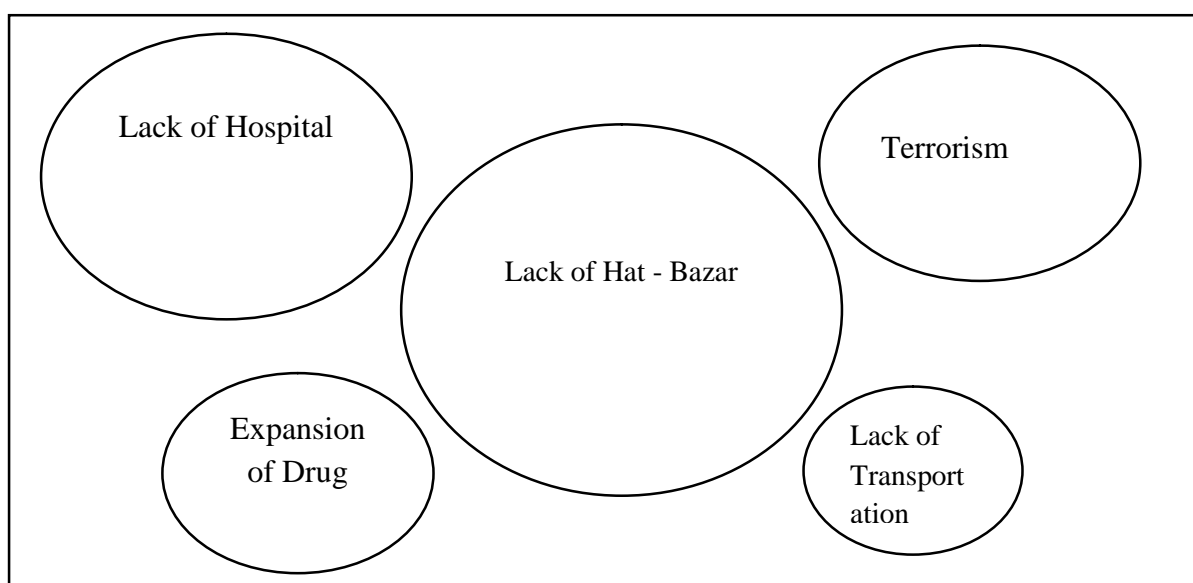 Lack of Hospital
Terrorism
Lack of Hat - Bazar
Expansion
of Drug
Lack of
Transport
ation